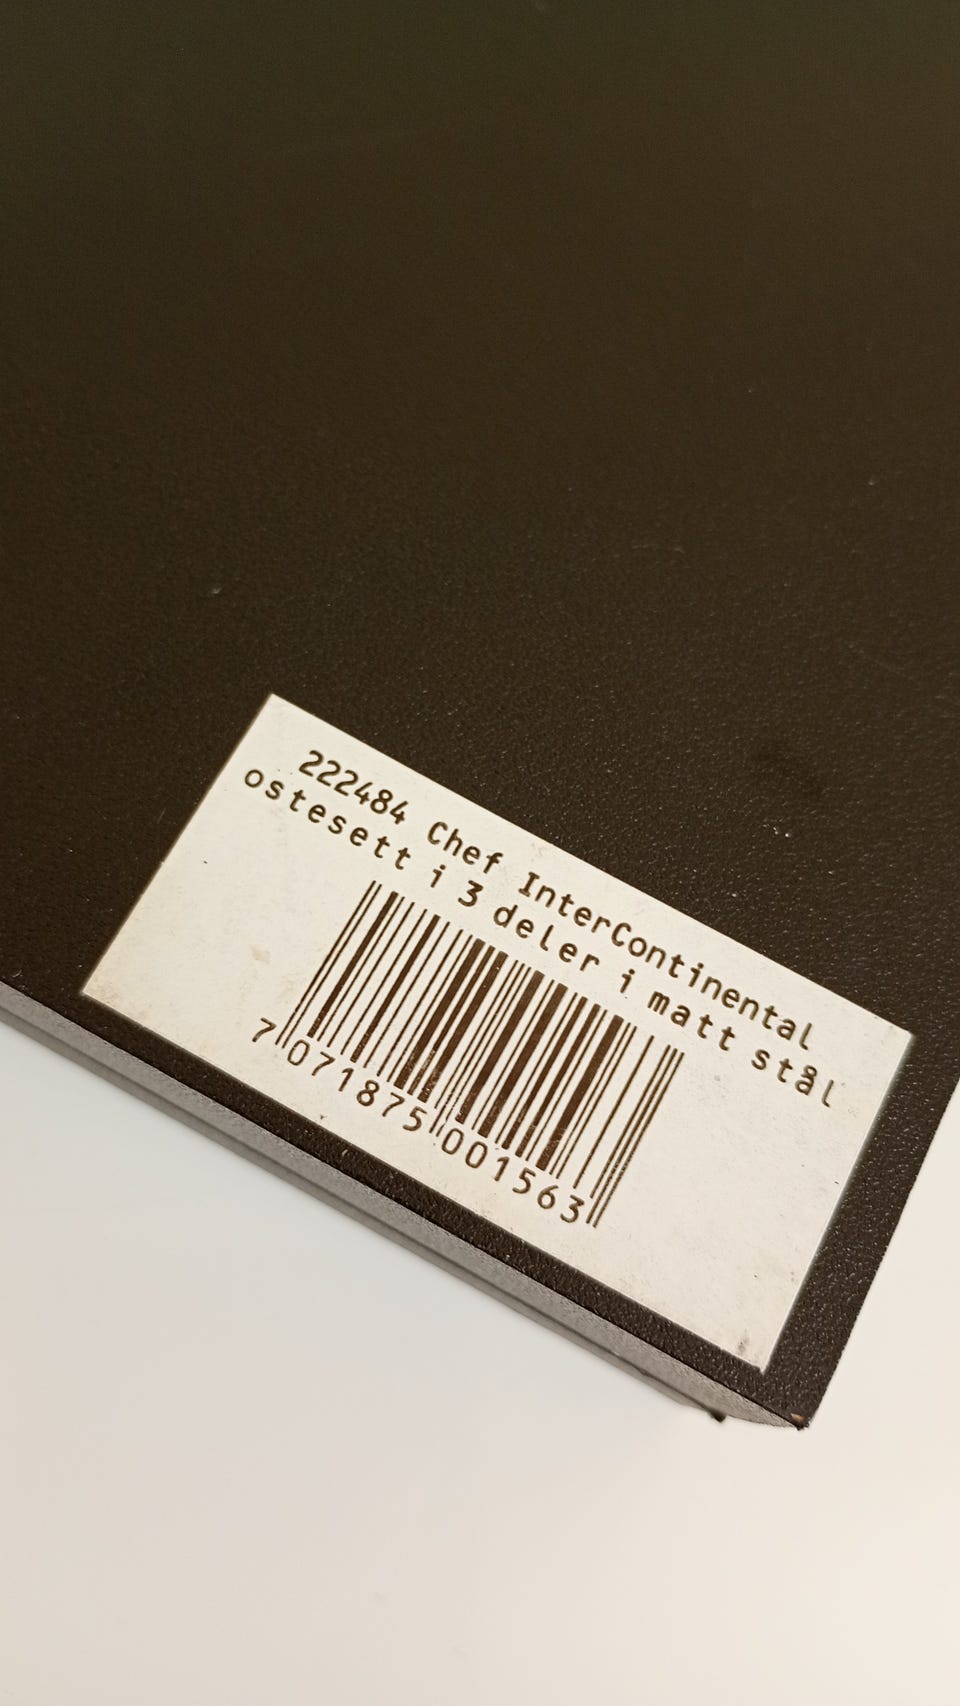 222484 Chef InterContinental
ostesett i 3 deler i matt stål
7 071875 001563